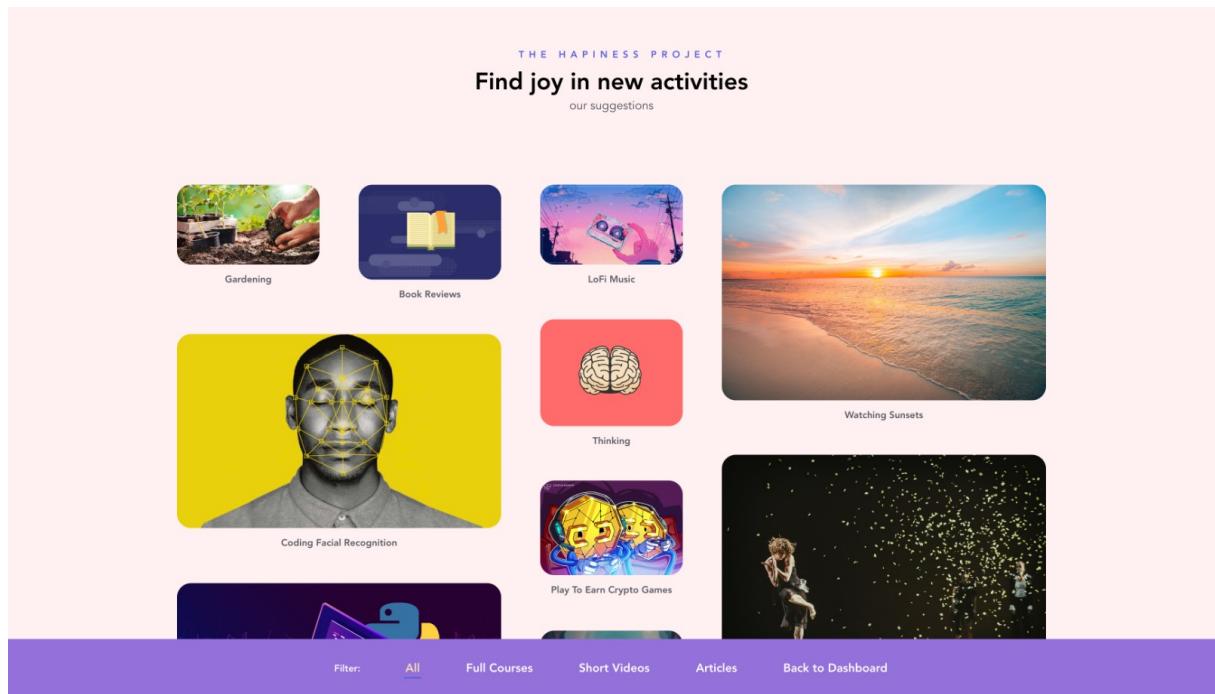 THE HAPINESS PROJECT
Find joy in new activities
our suggestions
Gardening
Book Reviews
LoFi Music
Watching Sunsets
Thinking
Coding Facial Recognition
Play To Earn Crypto Games
Filter:
All
Full Courses
Short Videos
Articles
Back to Dashboard